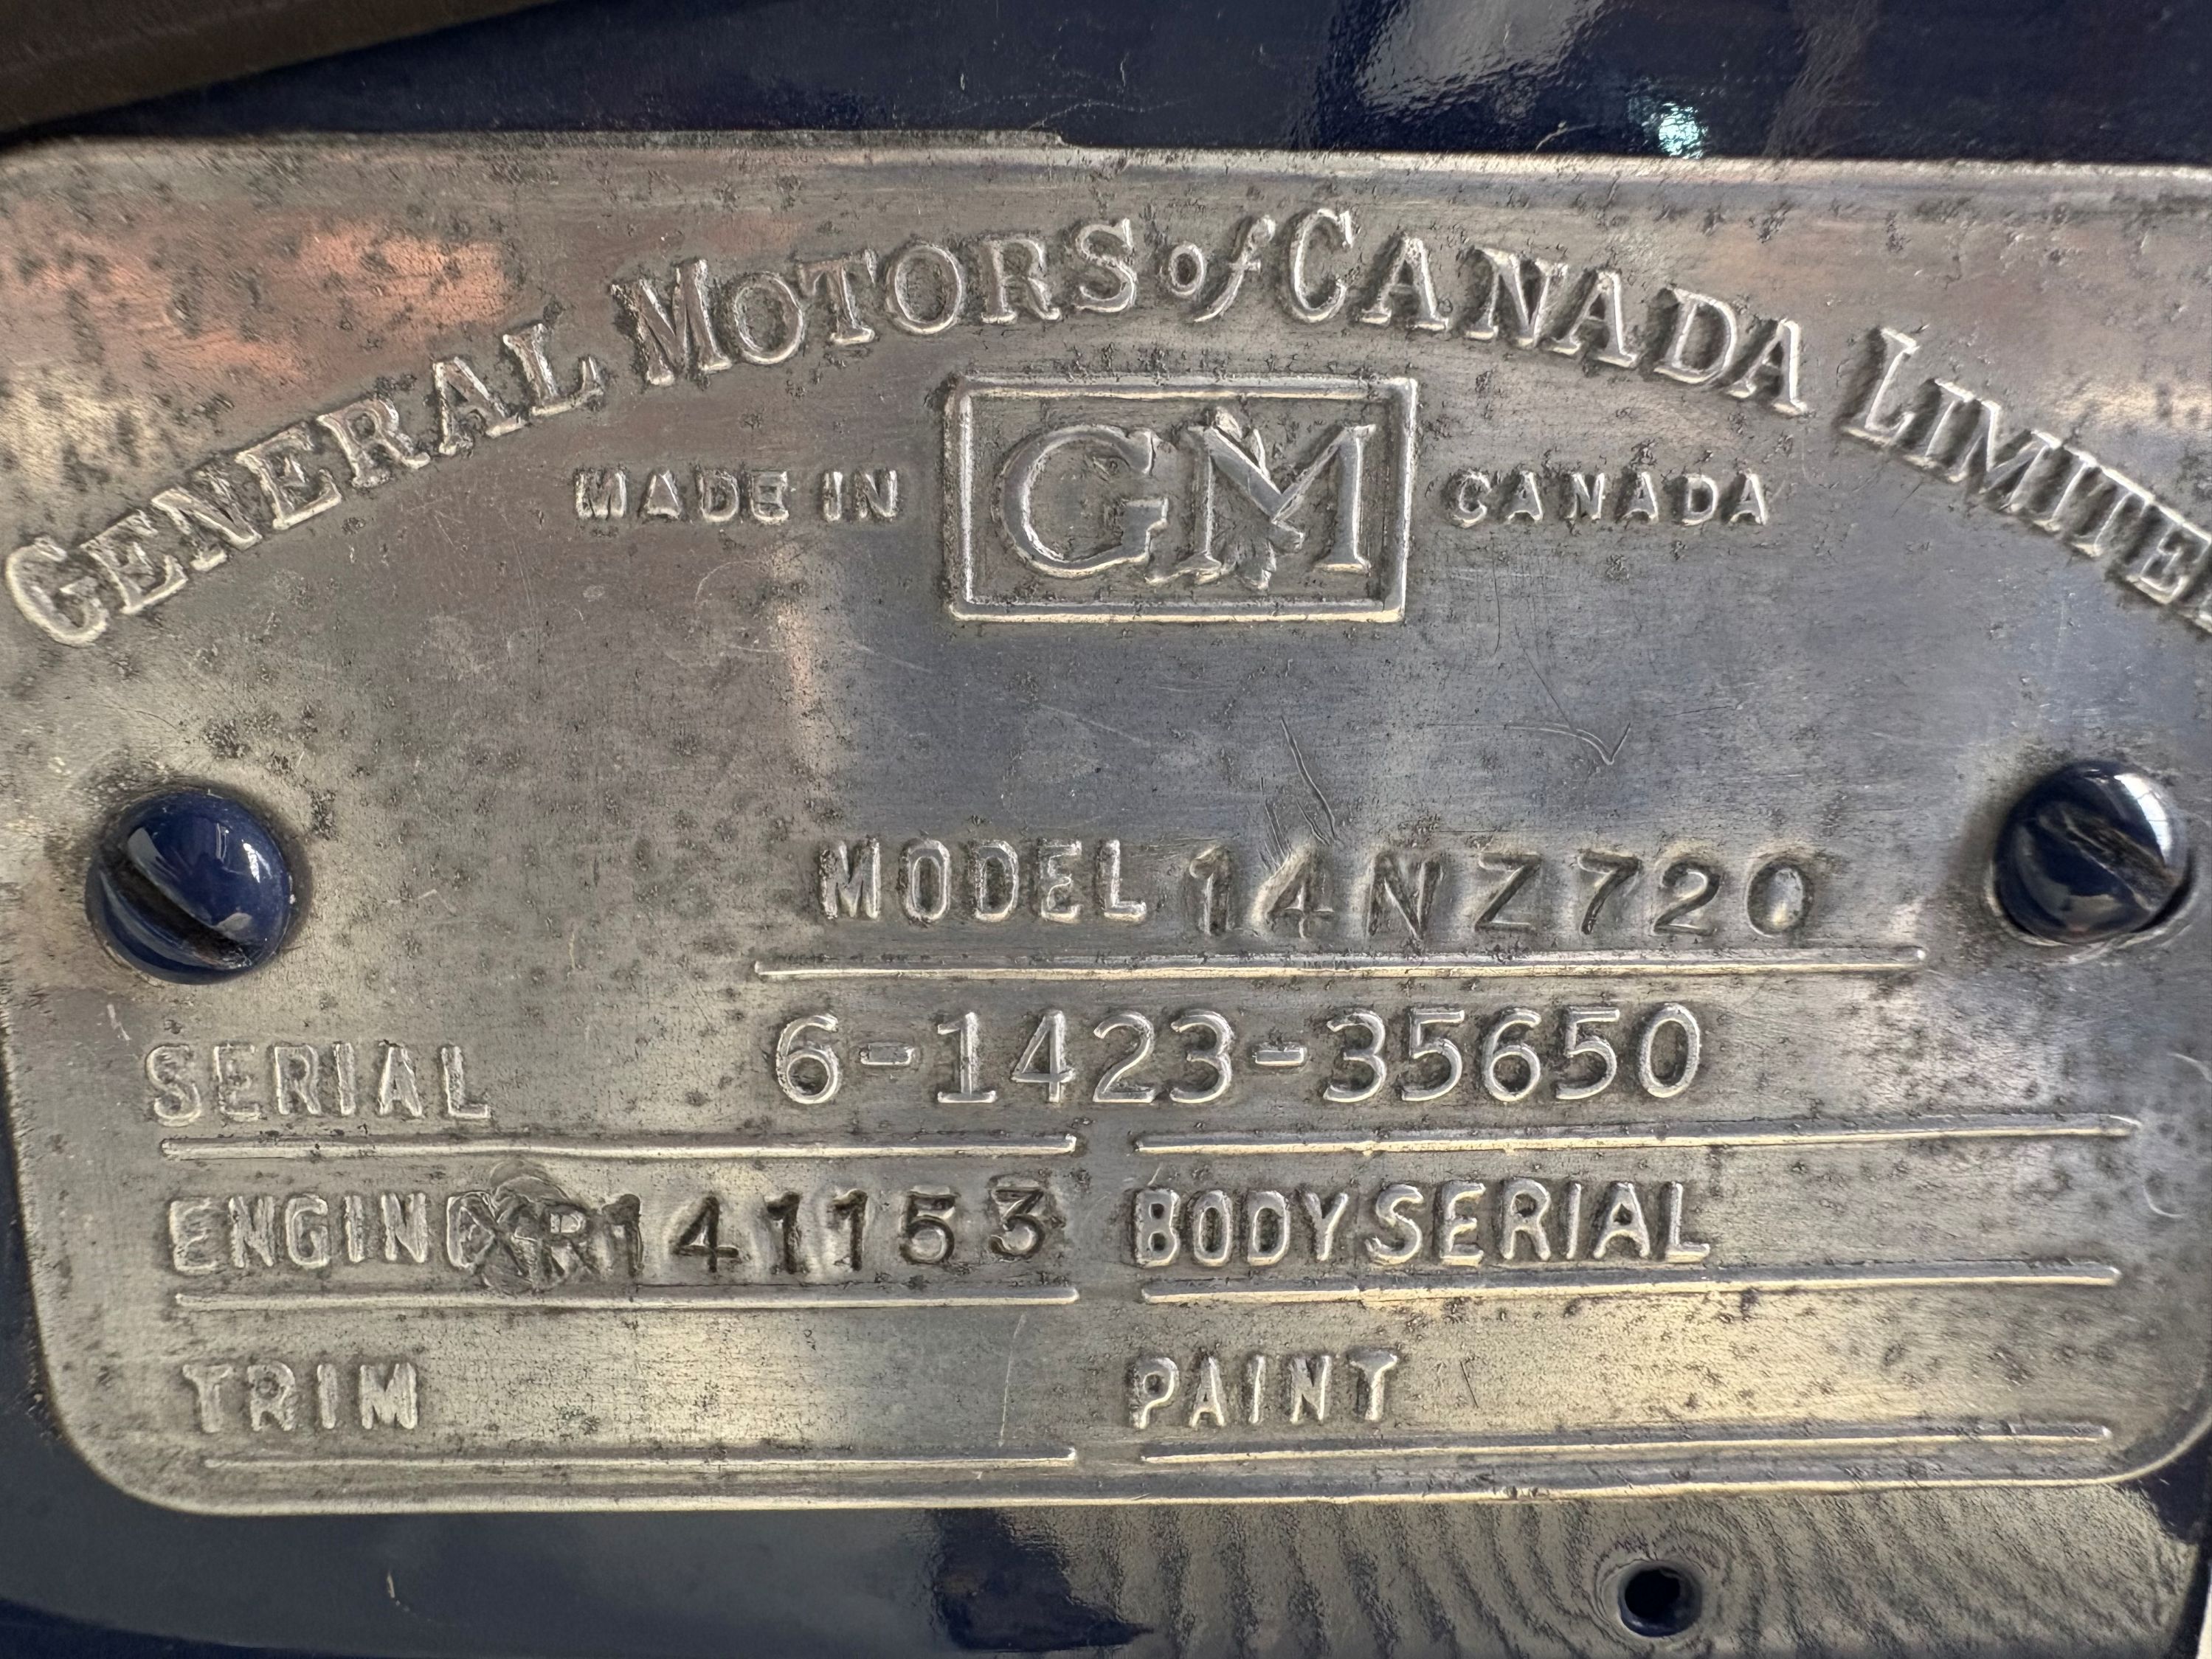 GENERAL MOTORS of CANADA LIMITE
MADE IN GM CANADA
MODEL 14NZ720
SERIAL 6-1423-35650
ENGINE R141153 BODY SERIAL
TRIM PAINT